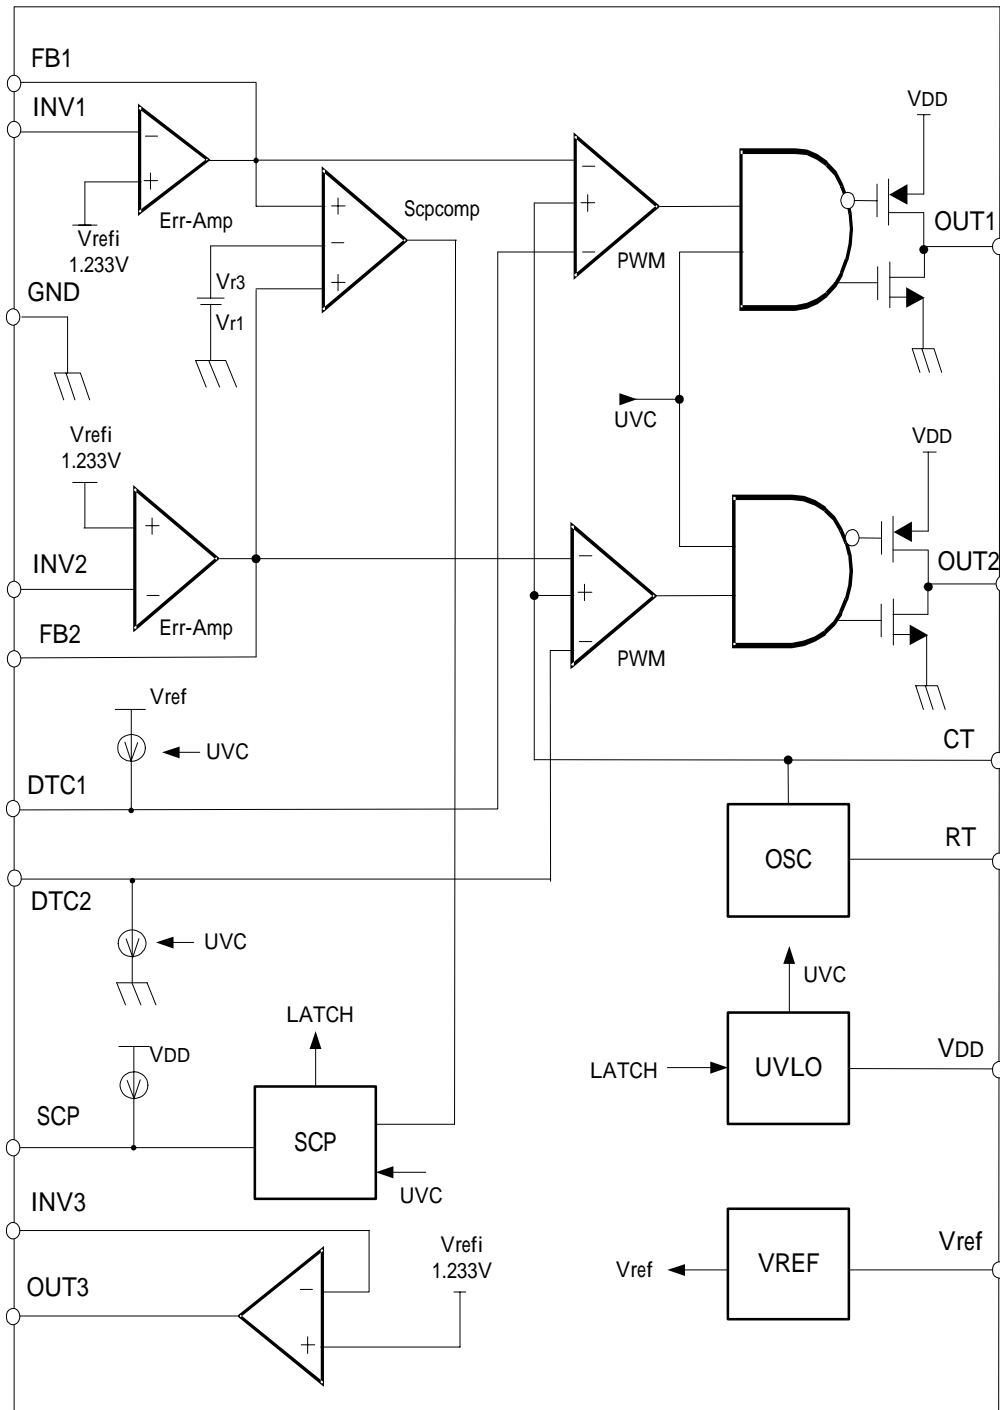 FB1
INV1
VDD
Err-Amp
Scpcomp
OUT1
Vrefi
1.233V
PWM
GND
Vr3
Vr1
UVC
Vrefi
1.233V
VDD
INV2
OUT2
Err-Amp
FB2
PWM
Vref
UVC
CT
DTC1
OSC
RT
DTC2
UVC
UVC
LATCH
VDD
LATCH
UVLO
VDD
SCP
SCP
UVC
INV3
Vrefi
1.233V
Vref
VREF
Vref
OUT3